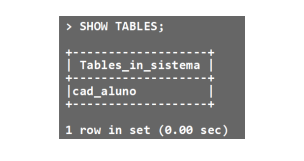 > SHOW TABLES;
+-------------------+
| Tables_in_sistema |
+-------------------+
|cad_aluno          |
+-------------------+
1 row in set (0.00 sec)